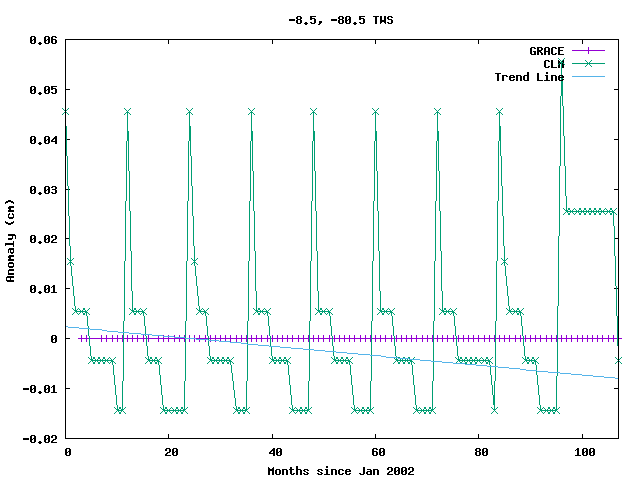 -8.5, -80.5 TWS
0.06
0.05
0.04
0.03
0.02
0.01
0
-0.01
-0.02
Anomaly (cm)
GRACE
CLM
Trend Line
0 20 40 60 80 100
Months since Jan 2002